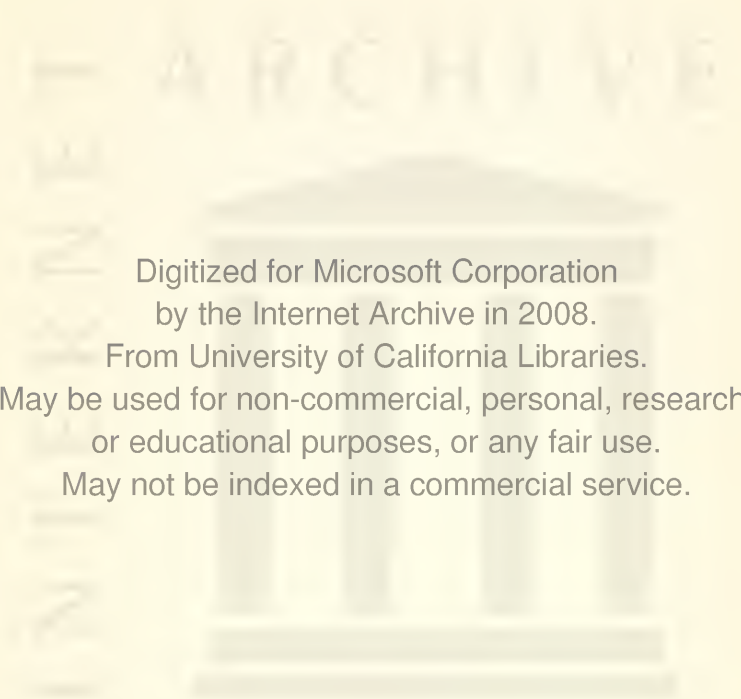 ARCHIVE
INTERNET
Digitized for Microsoft Corporation
by the Internet Archive in 2008.
From University of California Libraries.
May be used for non-commercial, personal, research
or educational purposes, or any fair use.
May not be indexed in a commercial service.